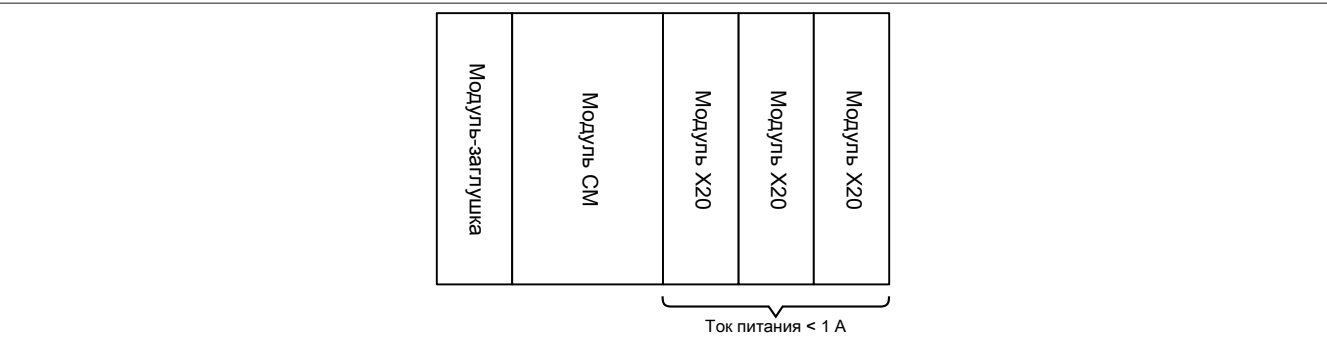 Модуль-заглушка
Модуль CM
Модуль X20
Модуль X20
Модуль X20
Ток питания < 1 A